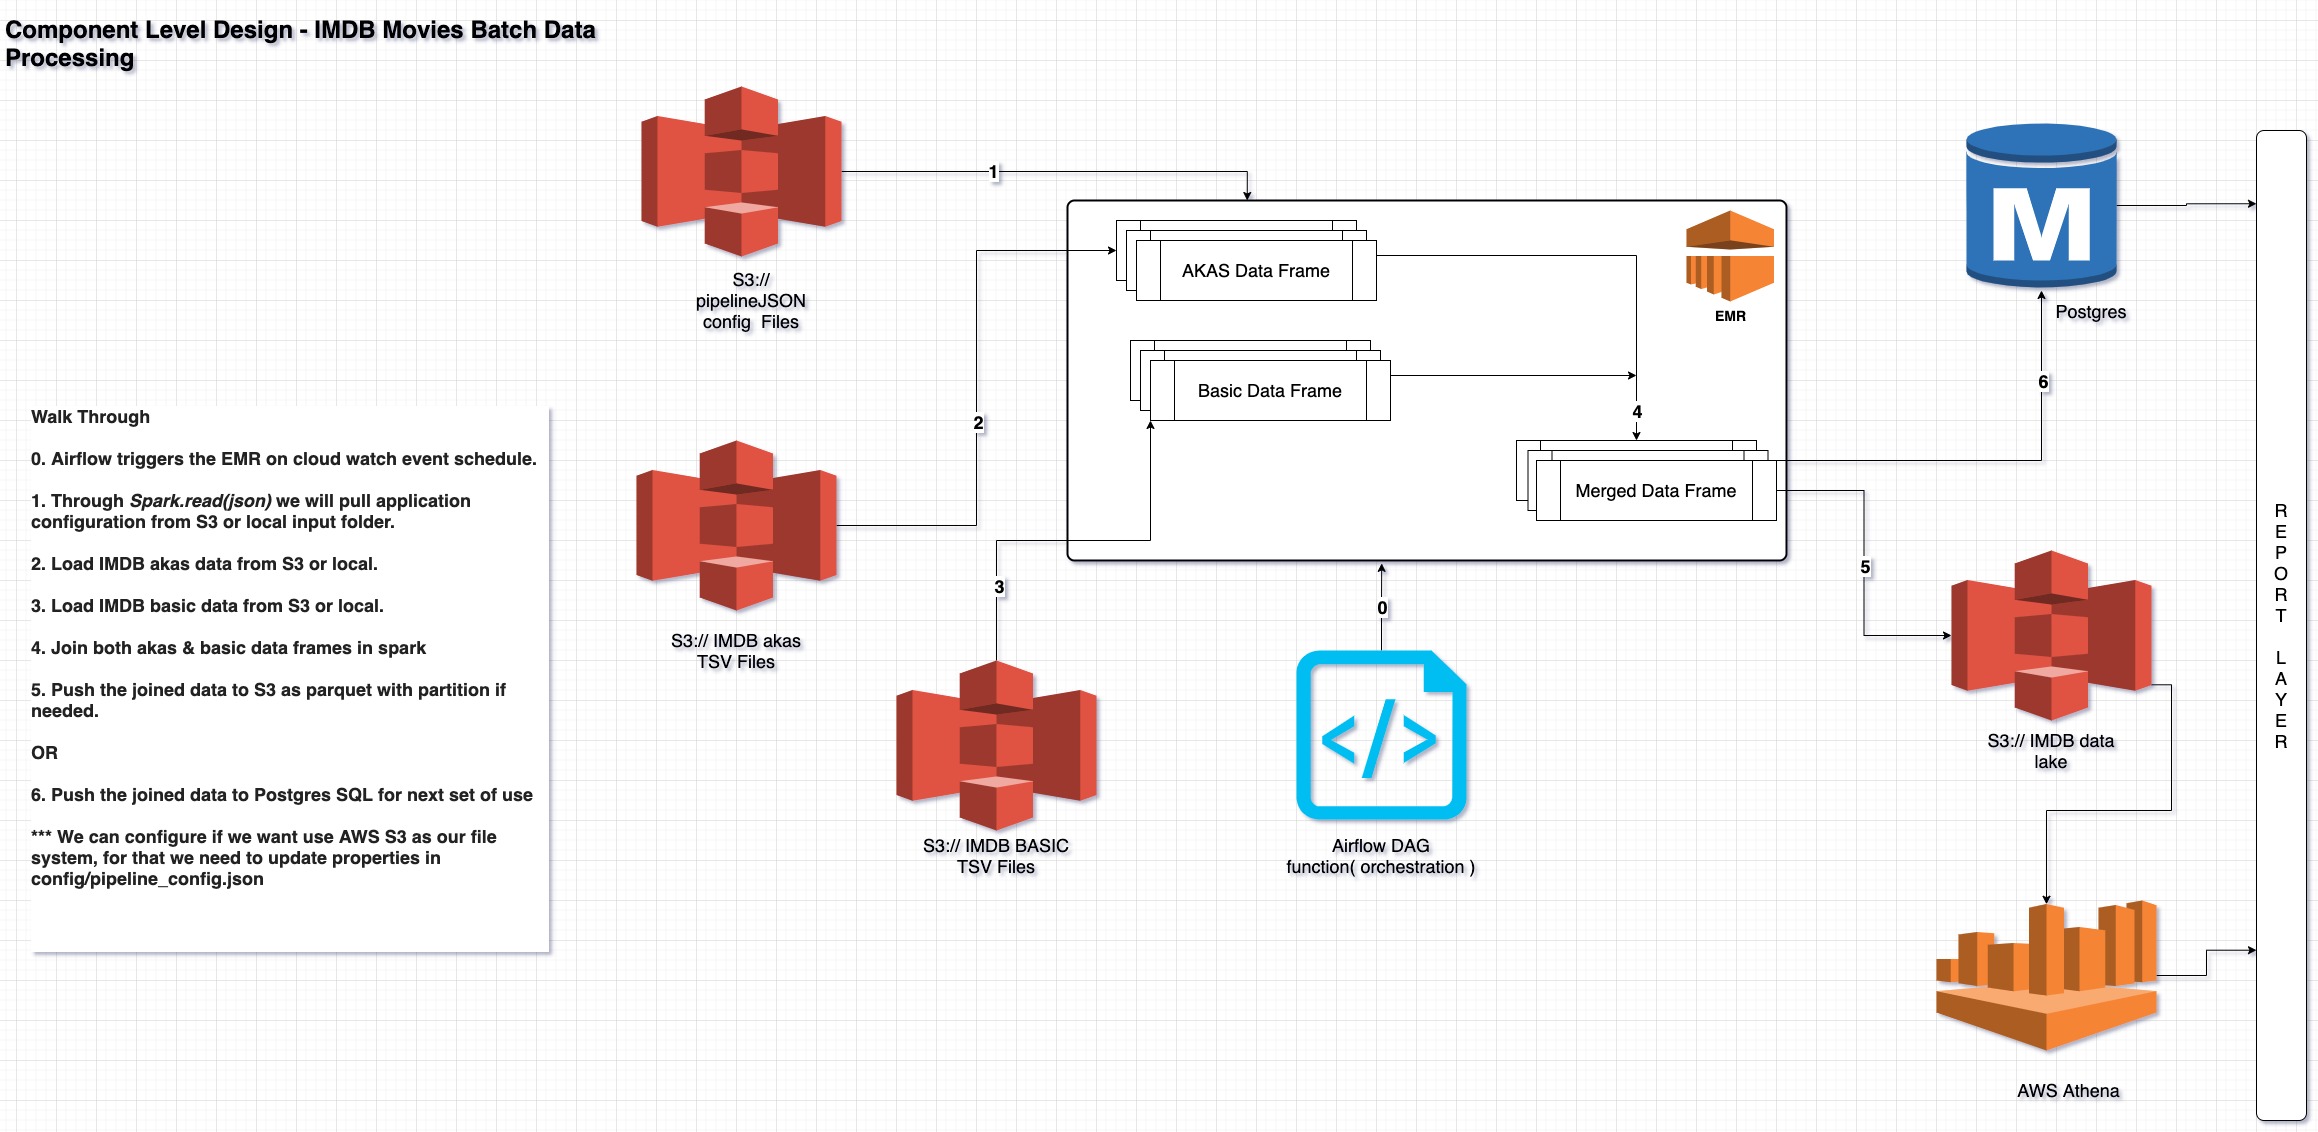 Component Level Design - IMDB Movies Batch Data
Processing
S3://
pipelineJSON
config  Files
1
AKAS Data Frame
EMR
Basic Data Frame
4
Merged Data Frame
M
Postgres
6
2
3
0
5
Walk Through
0. Airflow triggers the EMR on cloud watch event schedule.
1. Through Spark.read(json) we will pull application
configuration from S3 or local input folder.
2. Load IMDB akas data from S3 or local.
3. Load IMDB basic data from S3 or local.
4. Join both akas & basic data frames in spark
5. Push the joined data to S3 as parquet with partition if
needed.
OR
6. Push the joined data to Postgres SQL for next set of use
*** We can configure if we want use AWS S3 as our file
system, for that we need to update properties in
config/pipeline_config.json
S3:// IMDB akas
TSV Files
S3:// IMDB BASIC
TSV Files
</>
Airflow DAG
function( orchestration )
S3:// IMDB data
lake
AWS Athena
REPORT LAYER